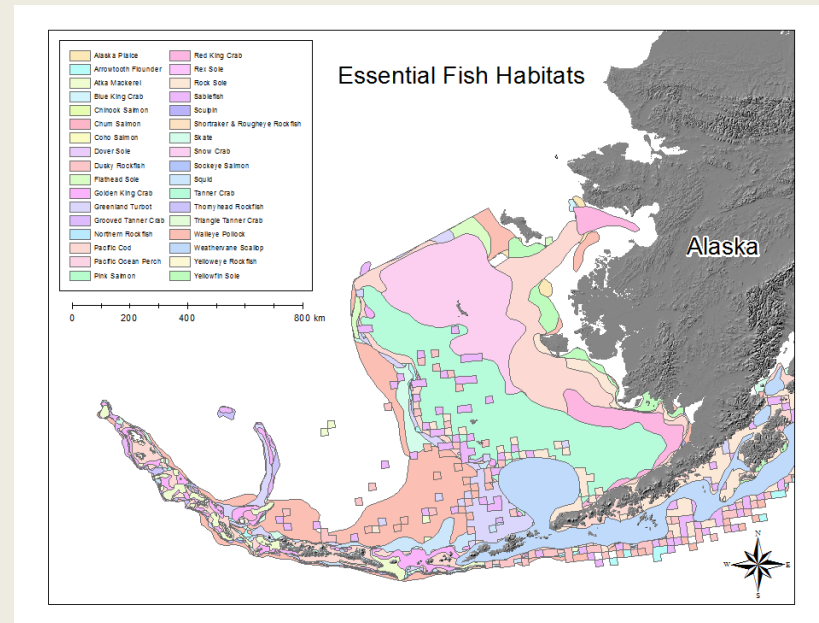 Essential Fish Habitats
Alaska Plaice
Arrowtooth Flounder
Atka Mackerel
Blue King Crab
Chinook Salmon
Chum Salmon
Coho Salmon
Dover Sole
Dusky Rockfish
Flathead Sole
Golden King Crab
Greenland Turbot
Grooved Tanner Crab
Northern Rockfish
Pacific Cod
Pacific Ocean Perch
Pink Salmon
Red King Crab
Rex Sole
Rock Sole
Sablefish
Sculpin
Shortraker & Rougheye Rockfish
Skate
Snow Crab
Sockeye Salmon
Squid
Tanner Crab
Thornyhead Rockfish
Triangle Tanner Crab
Walleye Pollock
Weathervane Scallop
Yelloweye Rockfish
Yellowfin Sole
Alaska
0 200 400 800 km
N
W E
S